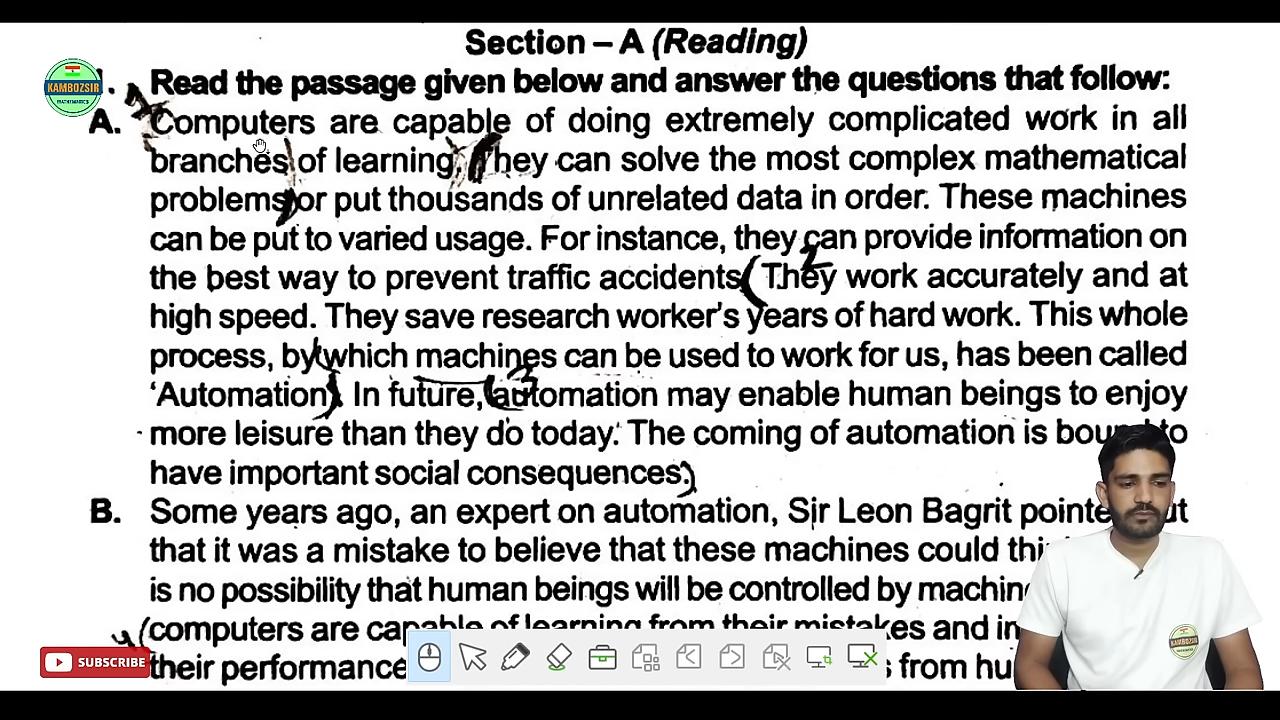 Section – A (Reading)
Read the passage given below and answer the questions that follow:
A. Computers are capable of doing extremely complicated work in all
branches of learning. They can solve the most complex mathematical
problems or put thousands of unrelated data in order. These machines
can be put to varied usage. For instance, they can provide information on
the best way to prevent traffic accidents. They work accurately and at
high speed. They save research worker's years of hard work. This whole
process, by which machines can be used to work for us, has been called
‘Automation’. In future, automation may enable human beings to enjoy
more leisure than they do today. The coming of automation is bound to
have important social consequences.
B. Some years ago, an expert on automation, Sir Leon Bagrit pointed out
that it was a mistake to believe that these machines could
is no possibility that human beings will be controlled by
computers are capable of learning from their mistakes and
their performance from
KAMBOZSIR
MATHEMATICS
SUBSCRIBE
KAMBOZSIR
2
3
4